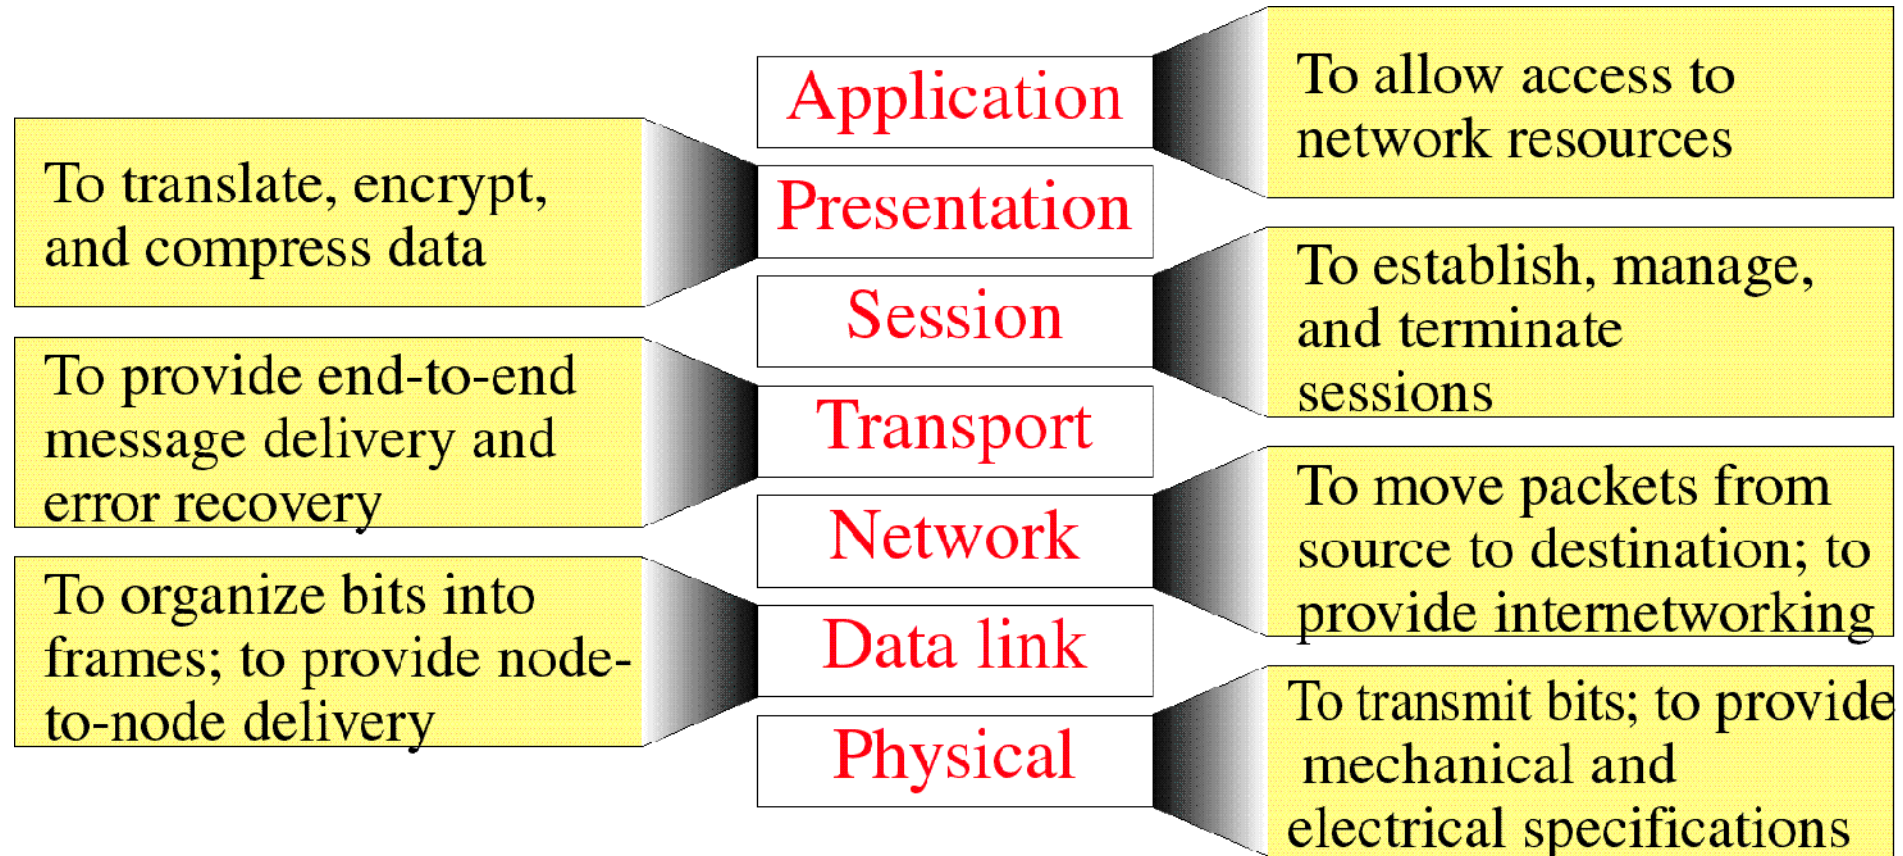 Application
To allow access to
network resources
Presentation
To translate, encrypt,
and compress data
Session
To establish, manage,
and terminate
sessions
Transport
To provide end-to-end
message delivery and
error recovery
Network
To move packets from
source to destination; to
provide internetworking
Data link
To organize bits into
frames; to provide node-
to-node delivery
Physical
To transmit bits; to provide
mechanical and
electrical specifications